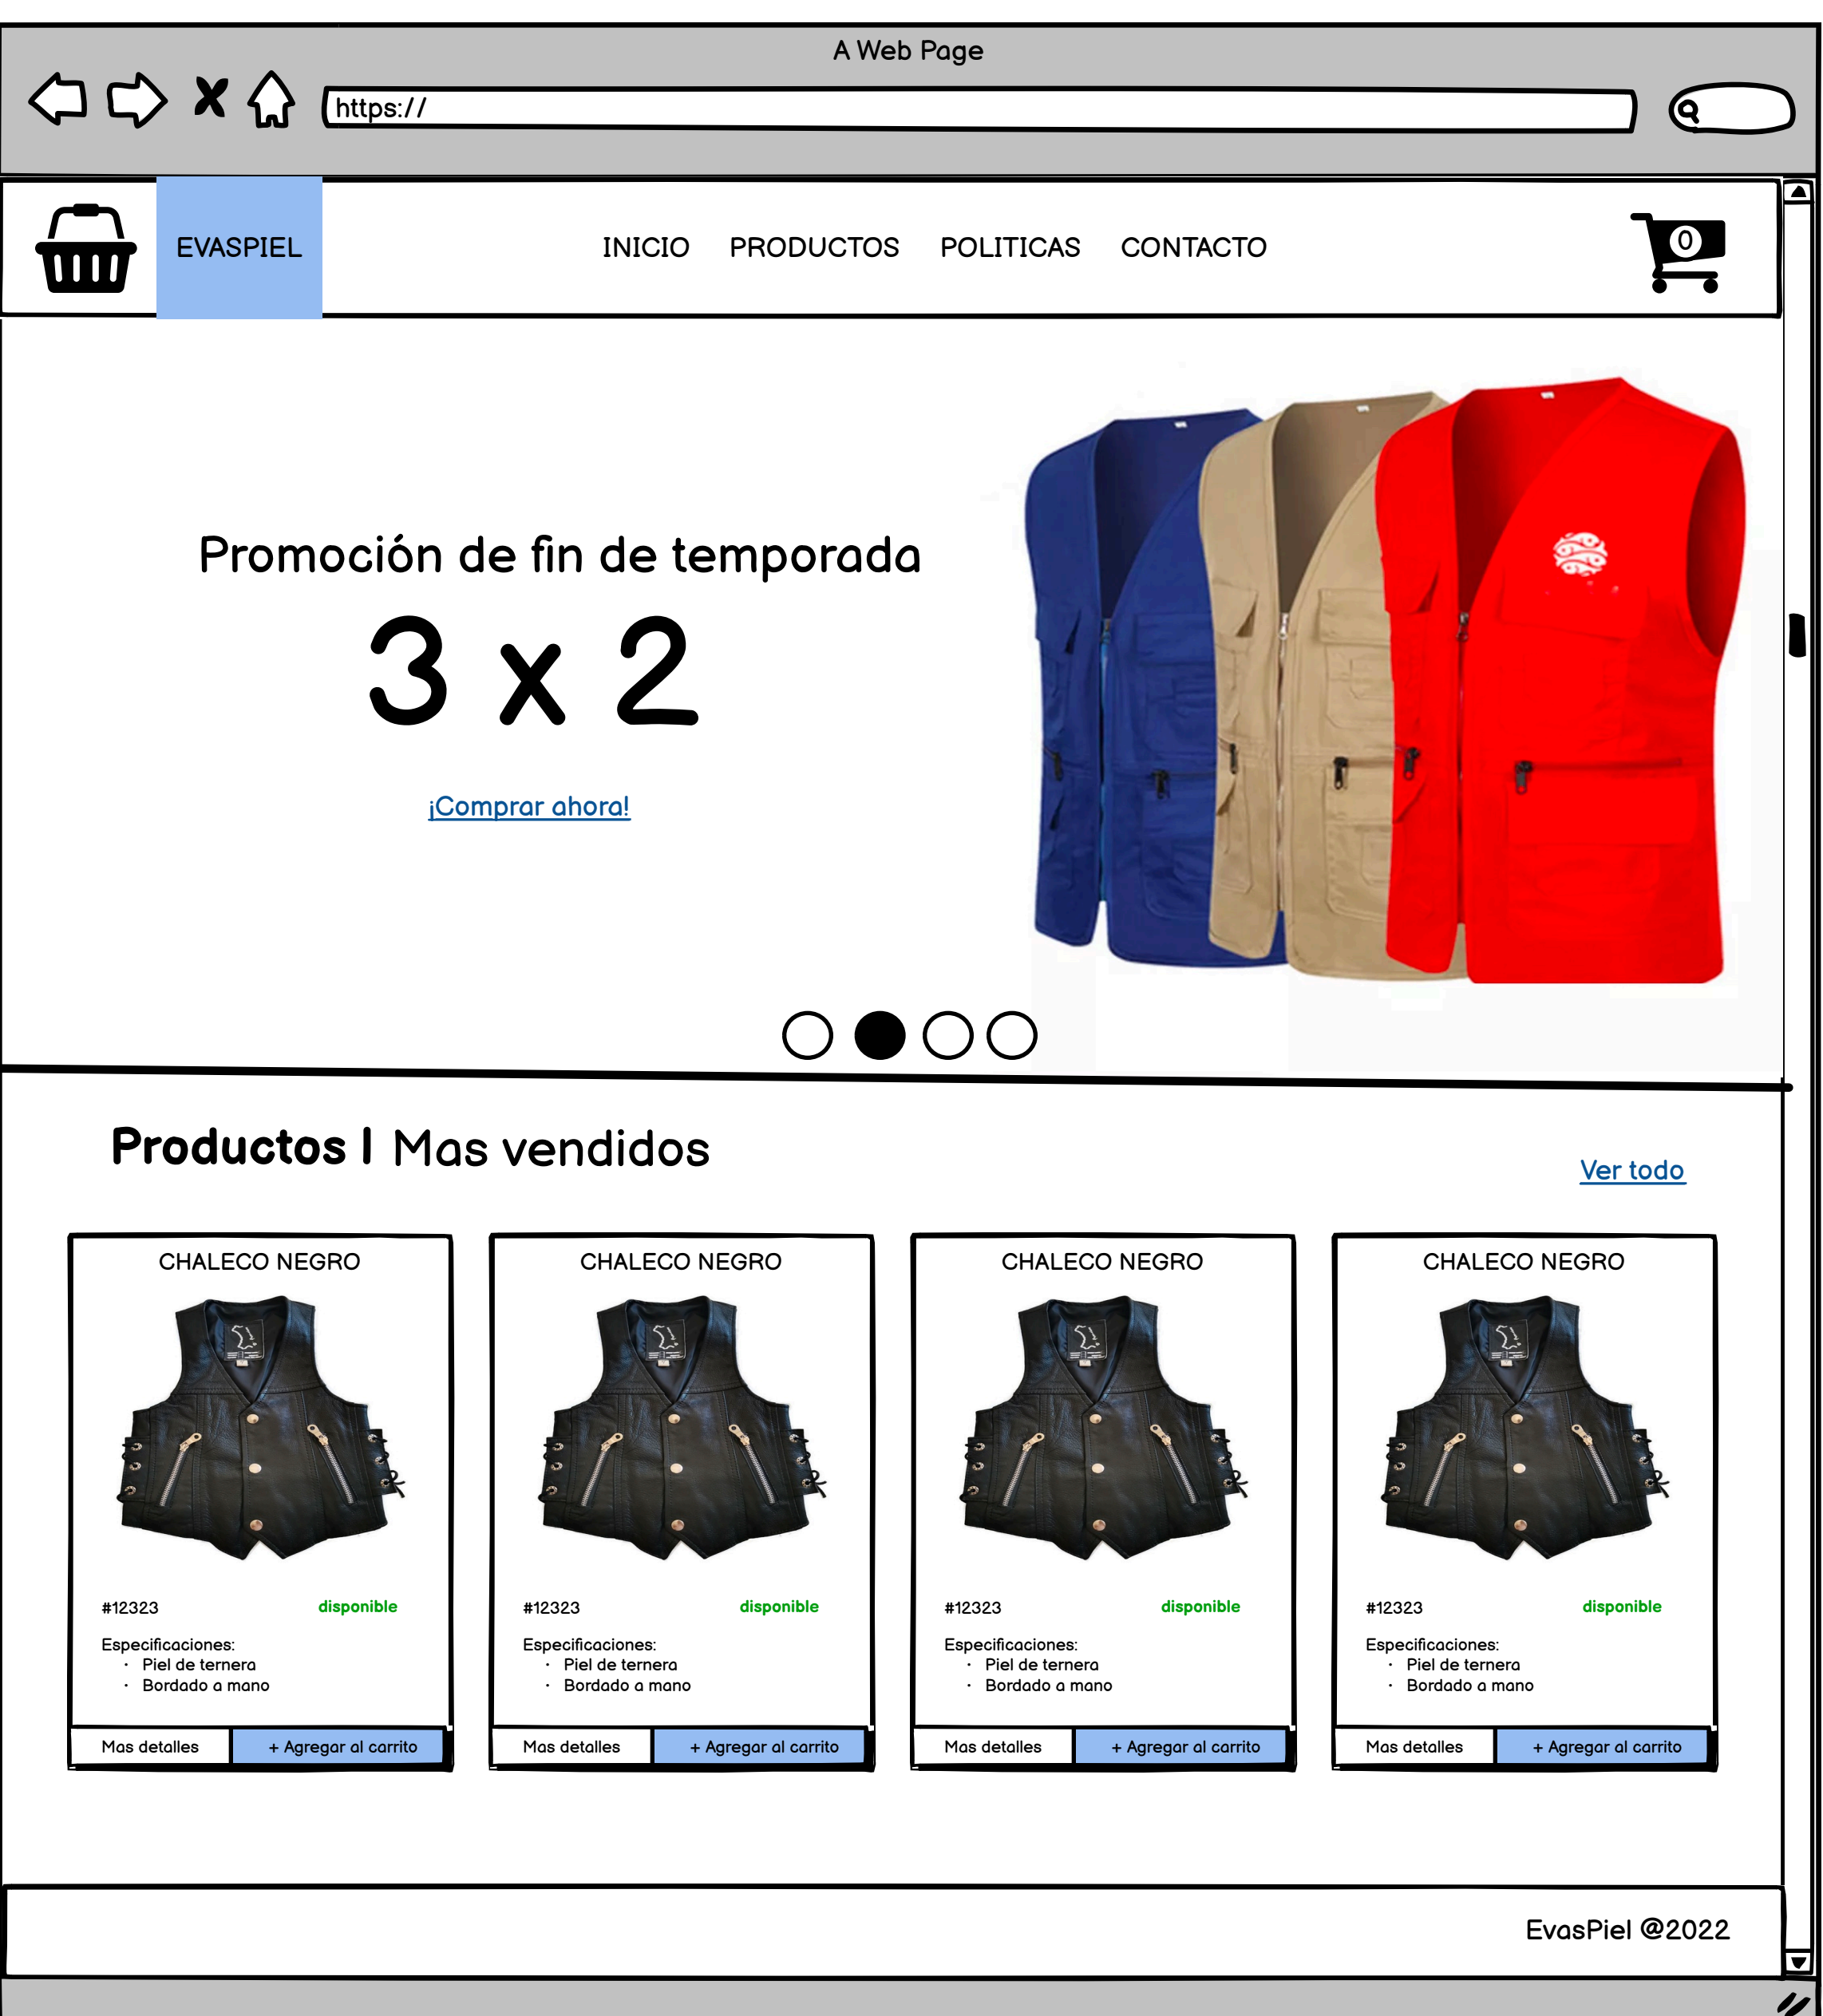 A Web Page
https://
EVASPIEL
INICIO PRODUCTOS POLITICAS CONTACTO
0
Promoción de fin de temporada
3 x 2
¡Comprar ahora!
Productos | Mas vendidos
Ver todo
CHALECO NEGRO CHALECO NEGRO CHALECO NEGRO CHALECO NEGRO
#12323 disponible #12323 disponible #12323 disponible #12323 disponible
Especificaciones: Especificaciones: Especificaciones: Especificaciones:
· Piel de ternera · Piel de ternera · Piel de ternera · Piel de ternera
· Bordado a mano · Bordado a mano · Bordado a mano · Bordado a mano
Mas detalles + Agregar al carrito Mas detalles + Agregar al carrito Mas detalles + Agregar al carrito Mas detalles + Agregar al carrito
EvasPiel @2022